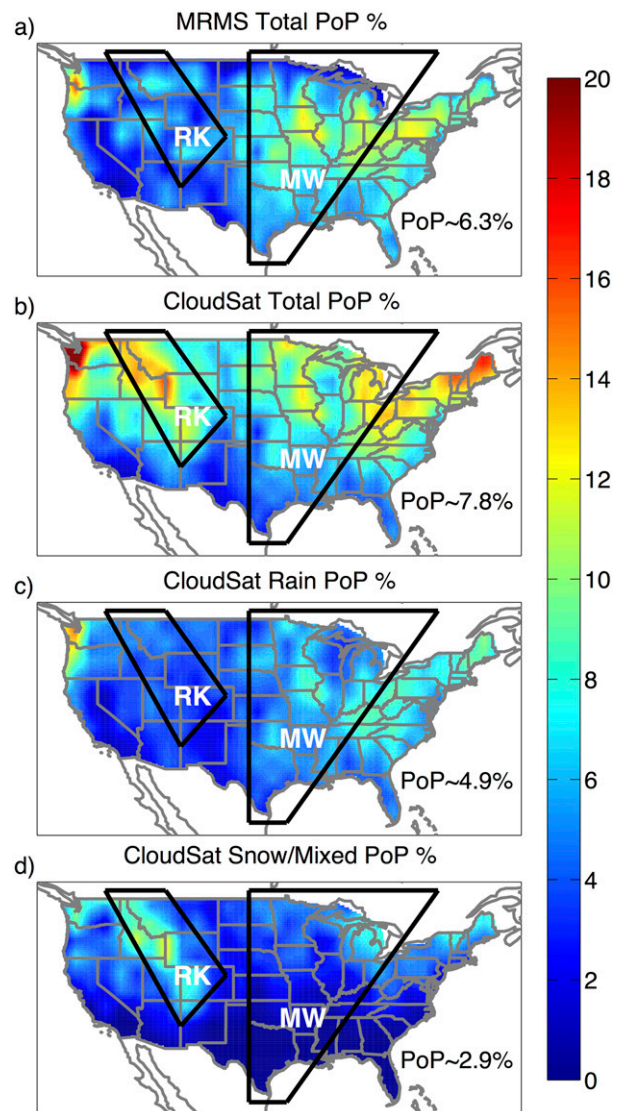 a) MRMS Total PoP %
RK
MW
PoP~6.3%
b) CloudSat Total PoP %
RK
MW
PoP~7.8%
c) CloudSat Rain PoP %
RK
MW
PoP~4.9%
d) CloudSat Snow/Mixed PoP %
RK
MW
PoP~2.9%
20
18
16
14
12
10
8
6
4
2
0